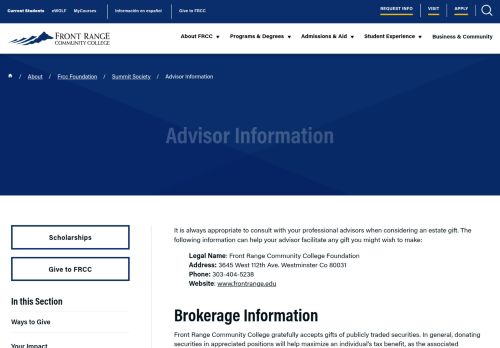 Current Students eWOLF MyCourses Información en español Give to FRCC REQUEST INFO VISIT APPLY
FRONT RANGE
COMMUNITY COLLEGE
About FRCC Programs & Degrees Admissions & Aid Student Experience Business & Community
/ About / Frcc Foundation / Summit Society / Advisor Information
Advisor Information
Scholarships
Give to FRCC
In this Section
Ways to Give
Your Impact
It is always appropriate to consult with your professional advisors when considering an estate gift. The
following information can help your advisor facilitate any gift you might wish to make:
Legal Name: Front Range Community College Foundation
Address: 3645 West 112th Ave. Westminster Co 80031
Phone: 303-404-5238
Website: www.frontrange.edu
Brokerage Information
Front Range Community College gratefully accepts gifts of publicly traded securities. In general, donating
securities in appreciated positions will help maximize an individual's tax benefit, as the associated